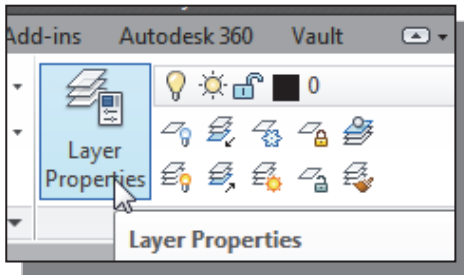 Add-ins Autodesk 360 Vault
0
Layer
Properties
Layer Properties